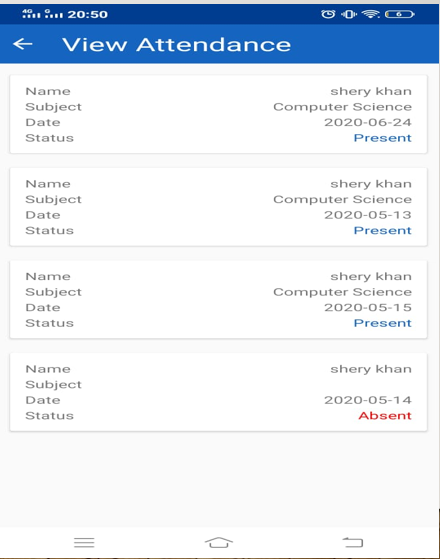 4G G 20:50 6
View Attendance
Name shery khan
Subject Computer Science
Date 2020-06-24
Status Present
Name shery khan
Subject Computer Science
Date 2020-05-13
Status Present
Name shery khan
Subject Computer Science
Date 2020-05-15
Status Present
Name shery khan
Subject
Date 2020-05-14
Status Absent